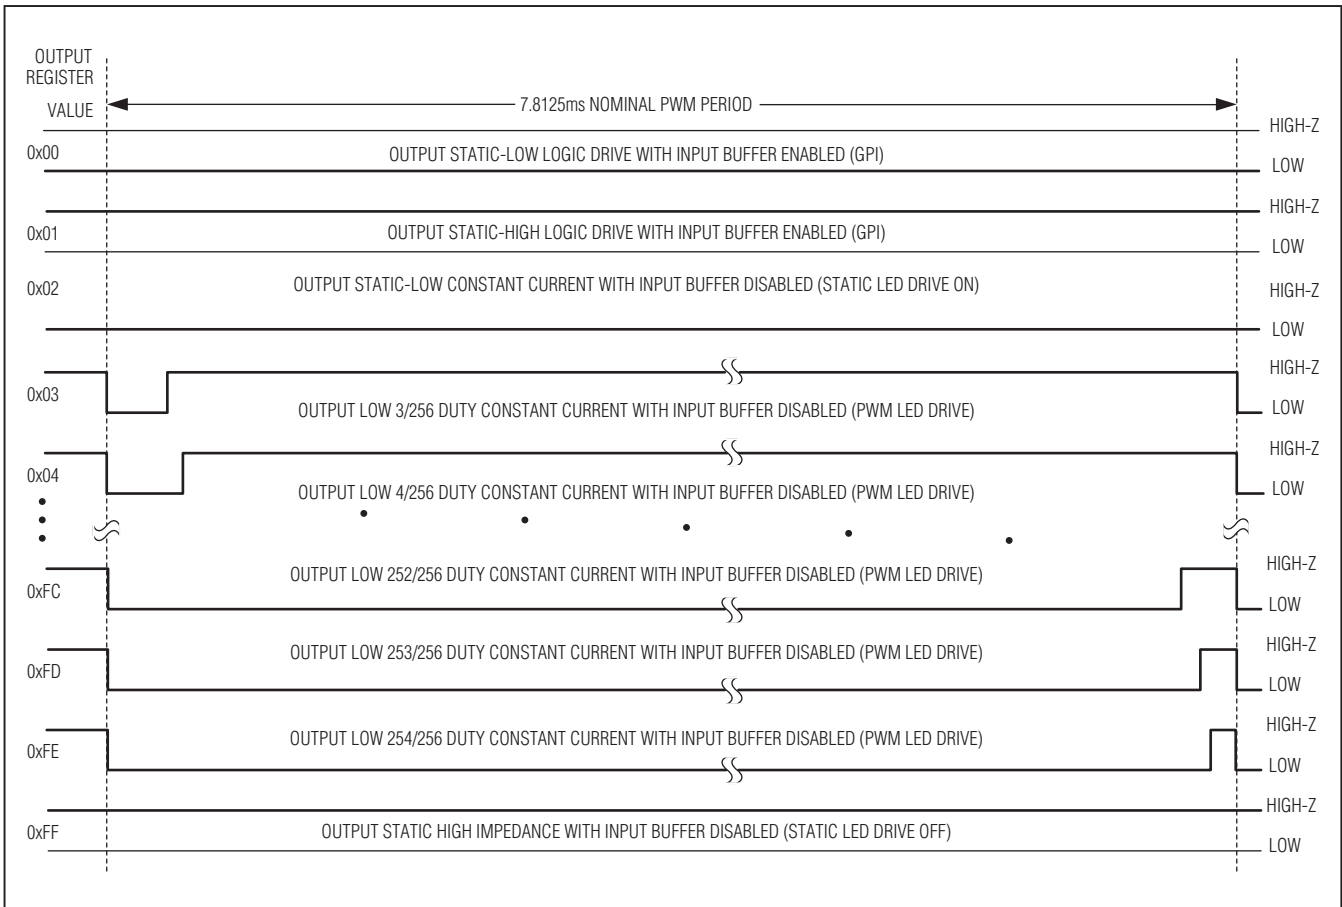 OUTPUT
REGISTER
VALUE
7.8125ms NOMINAL PWM PERIOD
HIGH-Z
0x00
OUTPUT STATIC-LOW LOGIC DRIVE WITH INPUT BUFFER ENABLED (GPI)
LOW
HIGH-Z
0x01
OUTPUT STATIC-HIGH LOGIC DRIVE WITH INPUT BUFFER ENABLED (GPI)
LOW
0x02
OUTPUT STATIC-LOW CONSTANT CURRENT WITH INPUT BUFFER DISABLED (STATIC LED DRIVE ON)
HIGH-Z
LOW
HIGH-Z
0x03
OUTPUT LOW 3/256 DUTY CONSTANT CURRENT WITH INPUT BUFFER DISABLED (PWM LED DRIVE)
LOW
HIGH-Z
0x04
OUTPUT LOW 4/256 DUTY CONSTANT CURRENT WITH INPUT BUFFER DISABLED (PWM LED DRIVE)
LOW
HIGH-Z
0xFC
OUTPUT LOW 252/256 DUTY CONSTANT CURRENT WITH INPUT BUFFER DISABLED (PWM LED DRIVE)
LOW
HIGH-Z
0xFD
OUTPUT LOW 253/256 DUTY CONSTANT CURRENT WITH INPUT BUFFER DISABLED (PWM LED DRIVE)
LOW
HIGH-Z
0xFE
OUTPUT LOW 254/256 DUTY CONSTANT CURRENT WITH INPUT BUFFER DISABLED (PWM LED DRIVE)
LOW
HIGH-Z
0xFF
OUTPUT STATIC HIGH IMPEDANCE WITH INPUT BUFFER DISABLED (STATIC LED DRIVE OFF)
LOW